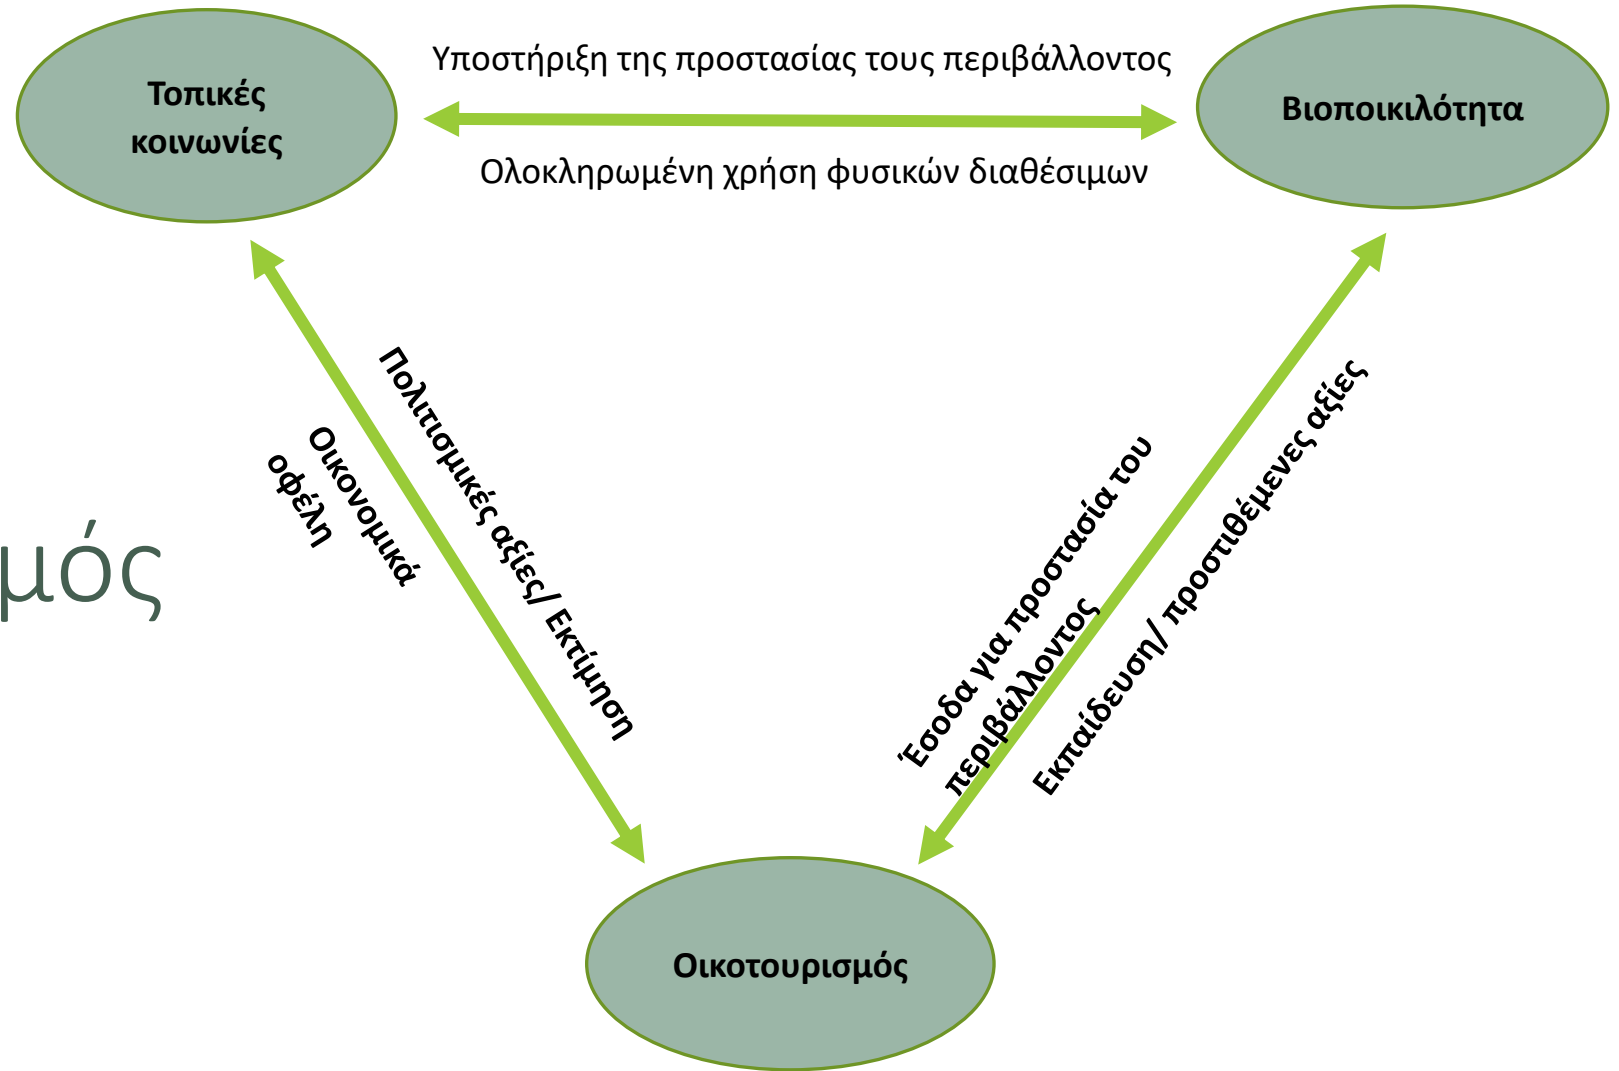 Υποστήριξη της προστασίας τους περιβάλλοντος
Τοπικές
κοινωνίες
Βιοποικιλότητα
Ολοκληρωμένη χρήση φυσικών διαθέσιμων
Πολιτισμικές αξίες/ Εκτίμηση
Οικονομικά
οφέλη
Έσοδα για προστασία του
περιβάλλοντος
Εκπαίδευση/ προστιθέμενες αξίες
μός
Οικοτουρισμός